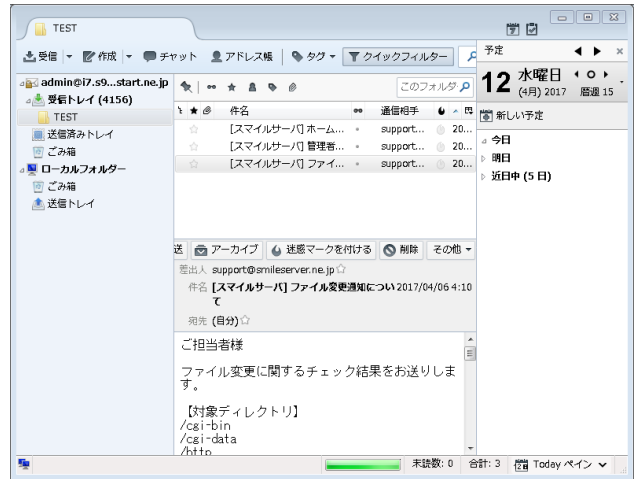 TEST
受信 作成 チャット アドレス帳 タグ クイックフィルター
予定
admin@i7.s9...start.ne.jp
受信トレイ (4156)
TEST
送信済みトレイ
ごみ箱
ローカルフォルダー
ごみ箱
送信トレイ
このフォルダ
件名 通信相手
[スマイルサーバ] ホーム... support... 20...
[スマイルサーバ] 管理者... support... 20...
[スマイルサーバ] ファイ... support... 20...
送 アーカイブ 迷惑マークを付ける 削除 その他
差出人 support@smileserver.ne.jp
件名 [スマイルサーバ] ファイル変更通知につい 2017/04/06 4:10
て
宛先 (自分)
ご担当者様
ファイル変更に関するチェック結果をお送りしま
す。
【対象ディレクトリ】
/cgi-bin
/cgi-data
/http
12 水曜日
(4月) 2017 暦週 15
新しい予定
今日
明日
近日中 (5 日)
未読数: 0 合計: 3 Today ペイン